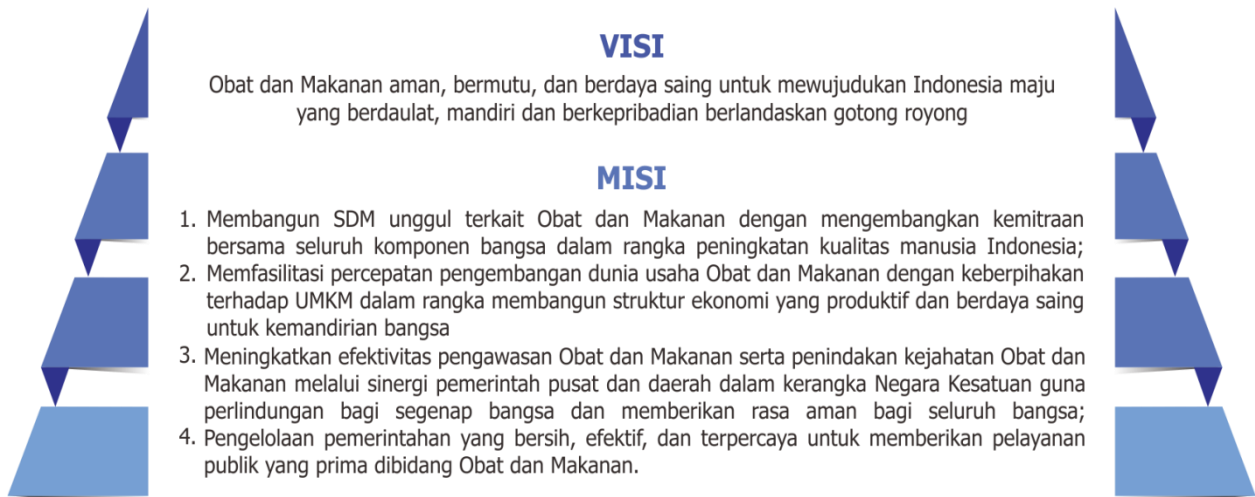 VISI
Obat dan Makanan aman, bermutu, dan berdaya saing untuk mewujudukan Indonesia maju
yang berdaulat, mandiri dan berkepribadian berlandaskan gotong royong
MISI
1. Membangun SDM unggul terkait Obat dan Makanan dengan mengembangkan kemitraan
bersama seluruh komponen bangsa dalam rangka peningkatan kualitas manusia Indonesia;
2. Memfasilitasi percepatan pengembangan dunia usaha Obat dan Makanan dengan keberpihakan
terhadap UMKM dalam rangka membangun struktur ekonomi yang produktif dan berdaya saing
untuk kemandirian bangsa
3. Meningkatkan efektivitas pengawasan Obat dan Makanan serta penindakan kejahatan Obat dan
Makanan melalui sinergi pemerintah pusat dan daerah dalam kerangka Negara Kesatuan guna
perlindungan bagi segenap bangsa dan memberikan rasa aman bagi seluruh bangsa;
4. Pengelolaan pemerintahan yang bersih, efektif, dan terpercaya untuk memberikan pelayanan
publik yang prima dibidang Obat dan Makanan.